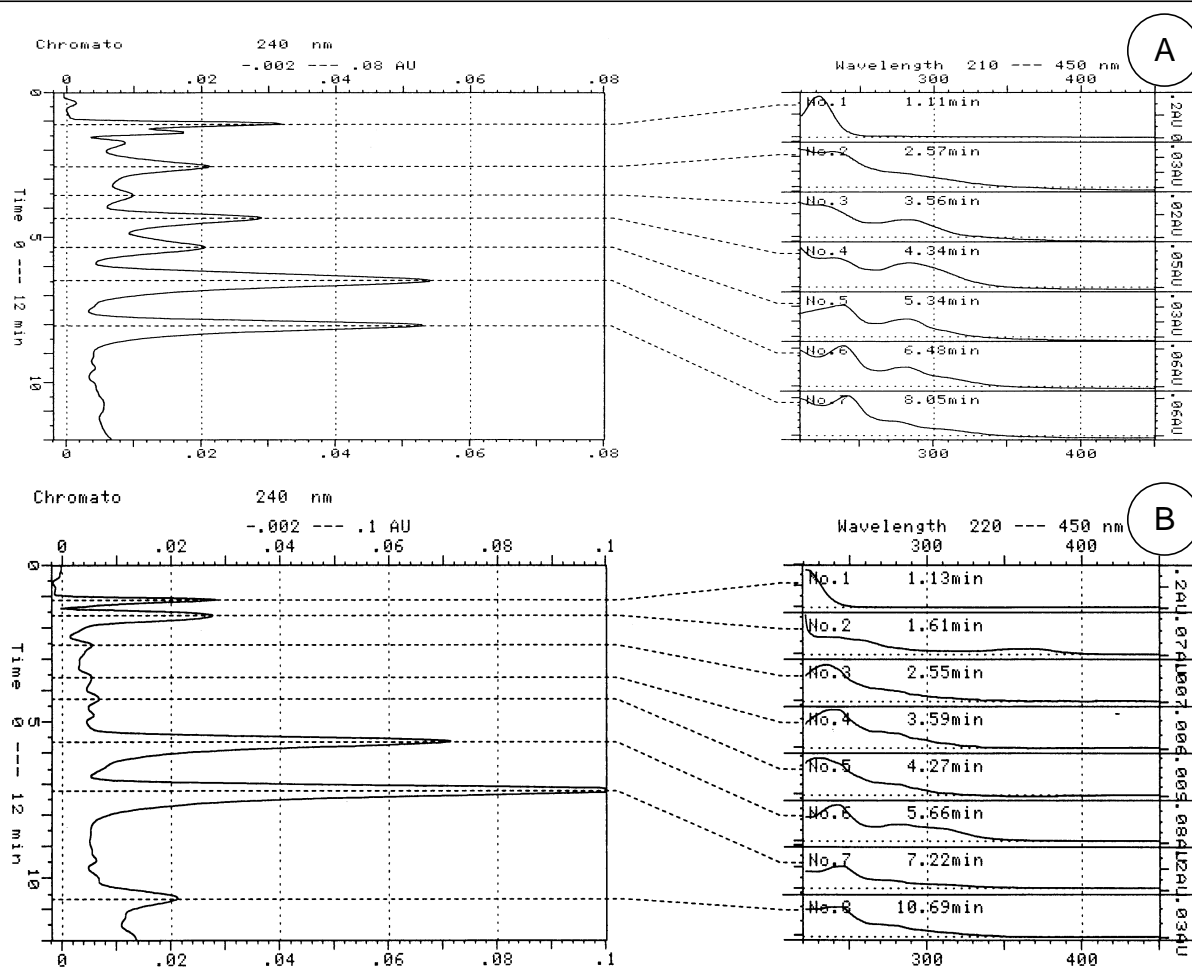 A
Chromato 240 nm
-.002 --- .08 AU
0 .02 .04 .06 .08
Wavelength 210 --- 450 nm
300 400
0
5
10
Time 0 --- 12 min
No.1 1.11min
No.2 2.57min
No.3 3.56min
No.4 4.34min
No.5 5.34min
No.6 6.48min
No.7 8.05min
.2AU
0.03AU
.02AU
.05AU
.03AU
.06AU
.06AU
0 .02 .04 .06 .08
300 400
B
Chromato 240 nm
-.002 --- .1 AU
0 .02 .04 .06 .08 .1
Wavelength 220 --- 450 nm
300 400
0
5
10
Time 0 --- 12 min
No.1 1.13min
No.2 1.61min
No.3 2.55min
No.4 3.59min
No.5 4.27min
No.6 5.66min
No.7 7.22min
No.8 10.69min
.2AU
.07AU
.08AU
.03AU
0 .02 .04 .06 .08 .1
300 400